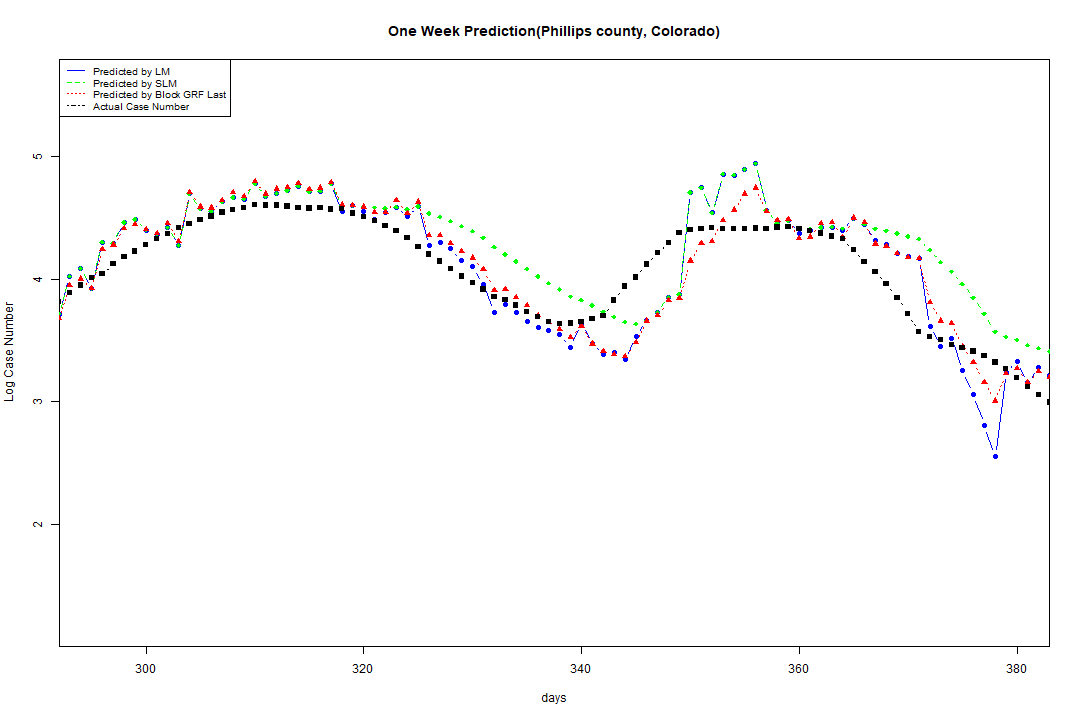 One Week Prediction(Phillips county, Colorado)
Predicted by LM
Predicted by SLM
Predicted by Block GRF Last
Actual Case Number
5
4
3
2
Log Case Number
300 320 340 360 380
days